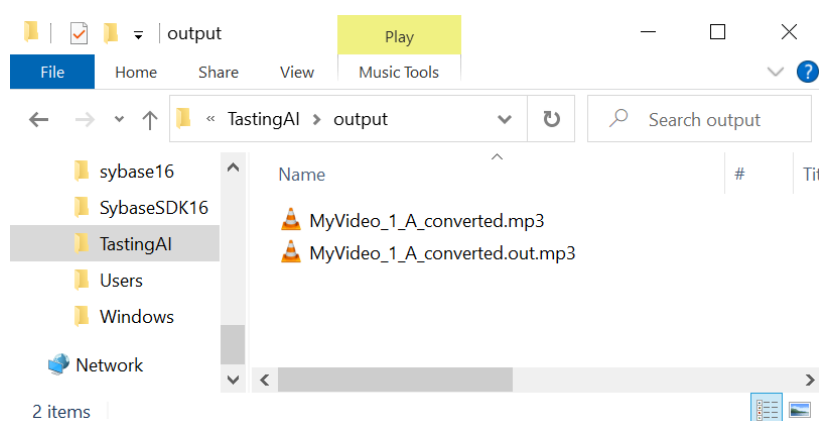 output
Play
File Home Share View Music Tools
?
« TastingAI > output Search output
sybase16
SybaseSDK16
TastingAI
Users
Windows
Network
Name #
MyVideo_1_A_converted.mp3
MyVideo_1_A_converted.out.mp3
2 items